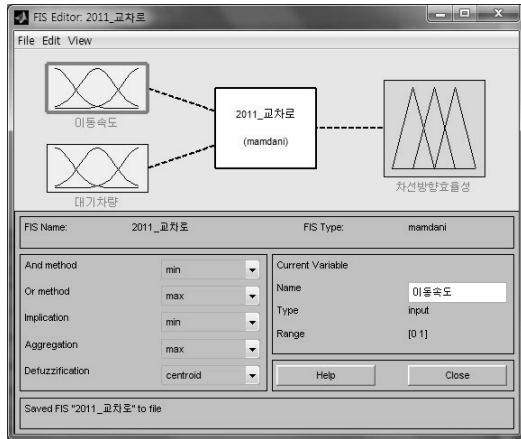 FIS Editor: 2011_교차로
File Edit View
이동속도
2011_교차로
(mamdani)
대기차량
차선방향효율성
FIS Name: 2011_교차로 FIS Type: mamdani
And method min
Or method max
Implication min
Aggregation max
Defuzzification centroid
Current Variable
Name 이동속도
Type input
Range [0 1]
Help Close
Saved FIS "2011_교차로" to file